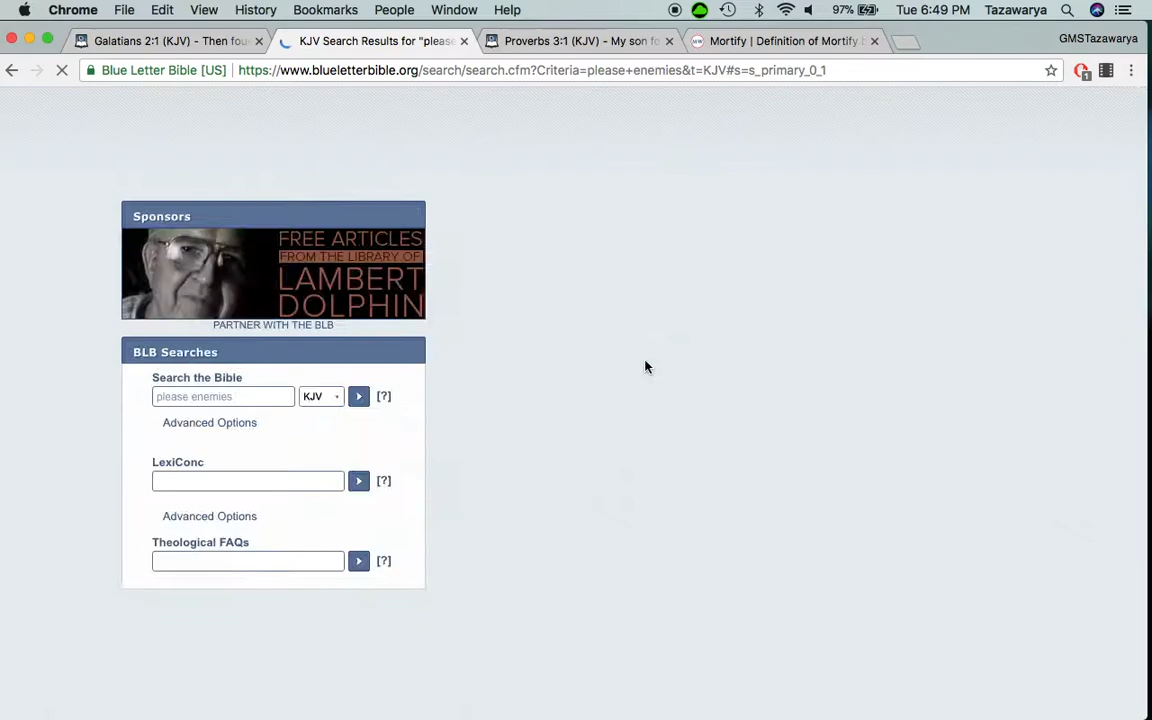 Chrome File Edit View History Bookmarks People Window Help 97% Tue 6:49 PM Tazawarya
Galatians 2:1 (KJV) - Then fou
KJV Search Results for "please
Proverbs 3:1 (KJV) - My son fo
Mortify | Definition of Mortify b
GMSTazawarya
Blue Letter Bible [US] https://www.blueletterbible.org/search/search.cfm?Criteria=please+enemies&t=KJV#s=s_primary_0_1
1
Sponsors
FREE ARTICLES
FROM THE LIBRARY OF
LAMBERT
DOLPHIN
PARTNER WITH THE BLB
BLB Searches
Search the Bible
please enemies KJV [?]
Advanced Options
LexiConc
[?]
Advanced Options
Theological FAQs
[?]